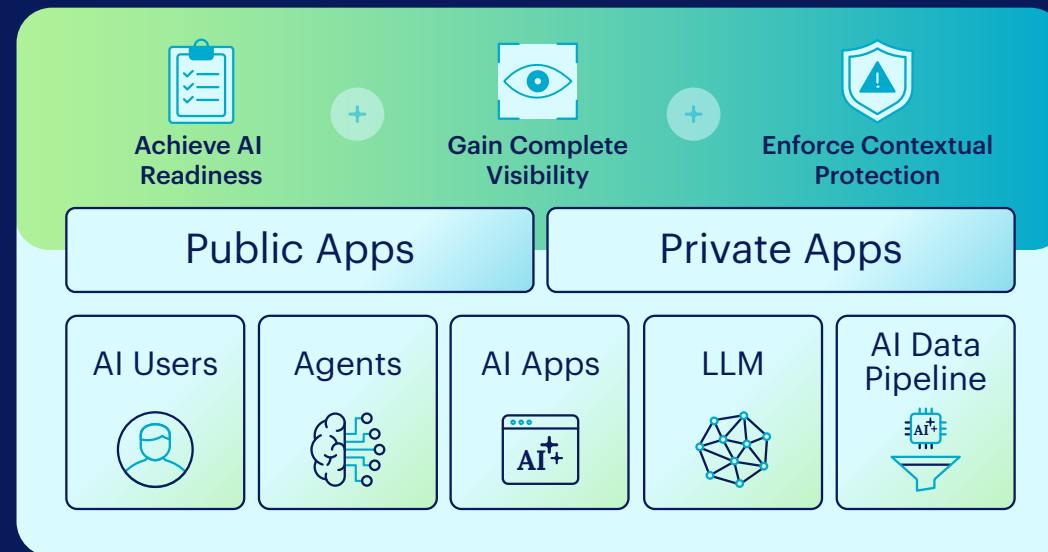 Achieve AI
Readiness
Gain Complete
Visibility
Enforce Contextual
Protection
Public Apps
Private Apps
AI Users
Agents
AI Apps
LLM
AI Data
Pipeline
AI
AI